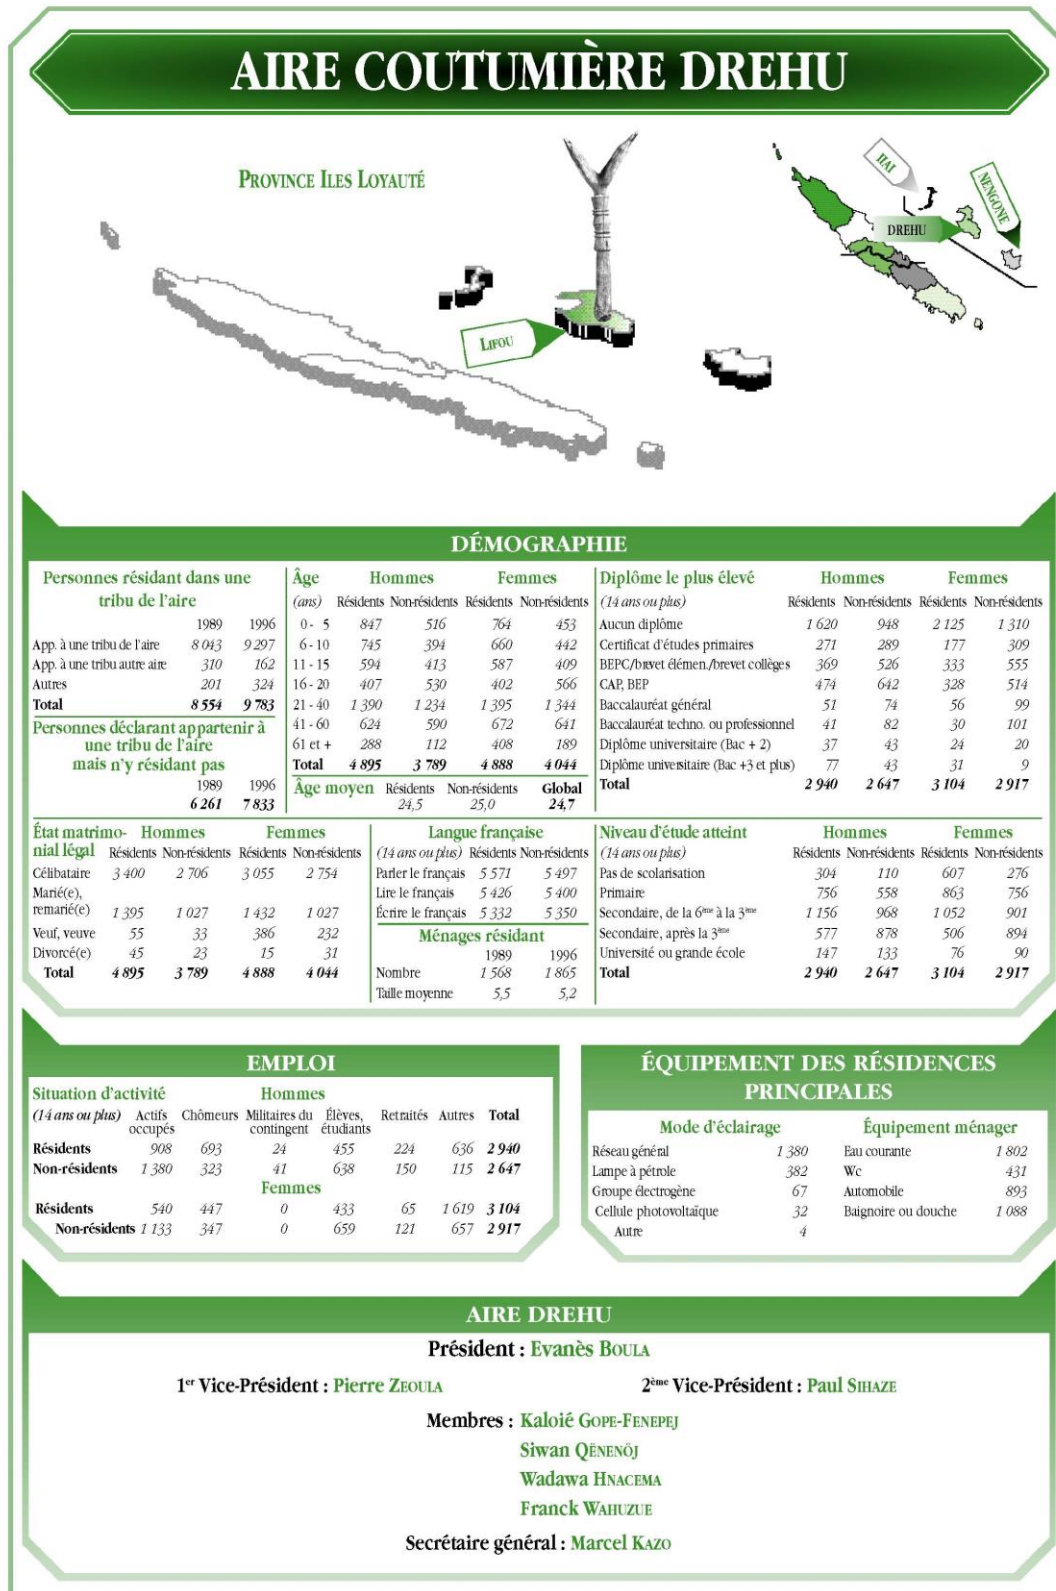 AIRE COUTUMIÈRE DREHU
PROVINCE ILES LOYAUTÉ
IIAI
NENGONE
DREHU
LIFOU
DÉMOGRAPHIE
Personnes résidant dans une
tribu de l'aire
1989 1996
App. à une tribu de l'aire 8 043 9 297
App. à une tribu autre aire 310 162
Autres 201 324
Total 8 554 9 783
Personnes déclarant appartenir à
une tribu de l'aire
mais n'y résidant pas
1989 1996
6 261 7 833
Âge Hommes Femmes
(ans) Résidents Non-résidents Résidents Non-résidents
0 - 5 847 516 764 453
6 - 10 745 394 660 442
11 - 15 594 413 587 409
16 - 20 407 530 402 566
21 - 40 1 390 1 234 1 395 1 344
41 - 60 624 590 672 641
61 et + 288 112 408 189
Total 4 895 3 789 4 888 4 044
Âge moyen Résidents Non-résidents Global
24,5 25,0 24,7
Diplôme le plus élevé Hommes Femmes
(14 ans ou plus) Résidents Non-résidents Résidents Non-résidents
Aucun diplôme 1 620 948 2 125 1 310
Certificat d'études primaires 271 289 177 309
BEPC/brevet élémen./brevet collèges 369 526 333 555
CAP, BEP 474 642 328 514
Baccalauréat général 51 74 56 99
Baccalauréat techno. ou professionnel 41 82 30 101
Diplôme universitaire (Bac + 2) 37 43 24 20
Diplôme universitaire (Bac +3 et plus) 77 43 31 9
Total 2 940 2 647 3 104 2 917
État matrimo- Hommes Femmes
nial légal Résidents Non-résidents Résidents Non-résidents
Célibataire 3 400 2 706 3 055 2 754
Marié(e),
remarié(e) 1 395 1 027 1 432 1 027
Veuf, veuve 55 33 386 232
Divorcé(e) 45 23 15 31
Total 4 895 3 789 4 888 4 044
Langue française
(14 ans ou plus) Résidents Non-résidents
Parler le français 5 571 5 497
Lire le français 5 426 5 400
Écrire le français 5 332 5 350
Ménages résidant
1989 1996
Nombre 1 568 1 865
Taille moyenne 5,5 5,2
Niveau d'étude atteint Hommes Femmes
(14 ans ou plus) Résidents Non-résidents Résidents Non-résidents
Pas de scolarisation 304 110 607 276
Primaire 756 558 863 756
Secondaire, de la 6ème à la 3ème 1 156 968 1 052 901
Secondaire, après la 3ème 577 878 506 894
Université ou grande école 147 133 76 90
Total 2 940 2 647 3 104 2 917
EMPLOI
Situation d'activité Hommes
(14 ans ou plus) Actifs Chômeurs Militaires du Élèves, Retraités Autres Total
occupés contingent étudiants
Résidents 908 693 24 455 224 636 2 940
Non-résidents 1 380 323 41 638 150 115 2 647
Femmes
Résidents 540 447 0 433 65 1 619 3 104
Non-résidents 1 133 347 0 659 121 657 2 917
ÉQUIPEMENT DES RÉSIDENCES
PRINCIPALES
Mode d'éclairage
Réseau général 1 380
Lampe à pétrole 382
Groupe électrogène 67
Cellule photovoltaïque 32
Autre 4
Équipement ménager
Eau courante 1 802
Wc 431
Automobile 893
Baignoire ou douche 1 088
AIRE DREHU
Président : Evanès BOULA
1er Vice-Président : Pierre ZEOULA 2ème Vice-Président : Paul SIHAZE
Membres : Kaloié GOPE-FENEPEJ
Siwan QËNENÖJ
Wadawa HNACEMA
Franck WAHUZUE
Secrétaire général : Marcel KAZO